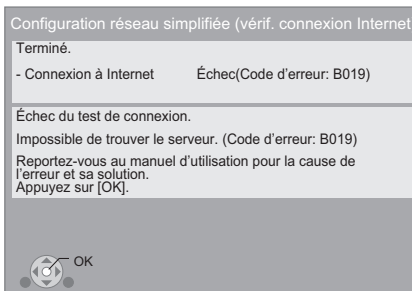 Configuration réseau simplifiée (vérif. connexion Internet
Terminé.
- Connexion à Internet Échec(Code d'erreur: B019)
Échec du test de connexion.
Impossible de trouver le serveur. (Code d'erreur: B019)
Reportez-vous au manuel d'utilisation pour la cause de
l'erreur et sa solution.
Appuyez sur [OK].
OK